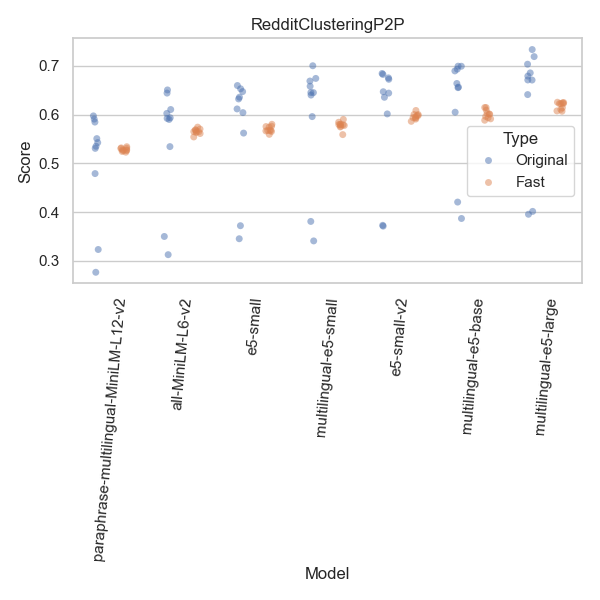 RedditClusteringP2P
Score
0.7
0.6
0.5
0.4
0.3
Type
Original
Fast
paraphrase-multilingual-MiniLM-L12-v2
all-MiniLM-L6-v2
e5-small
multilingual-e5-small
e5-small-v2
multilingual-e5-base
multilingual-e5-large
Model